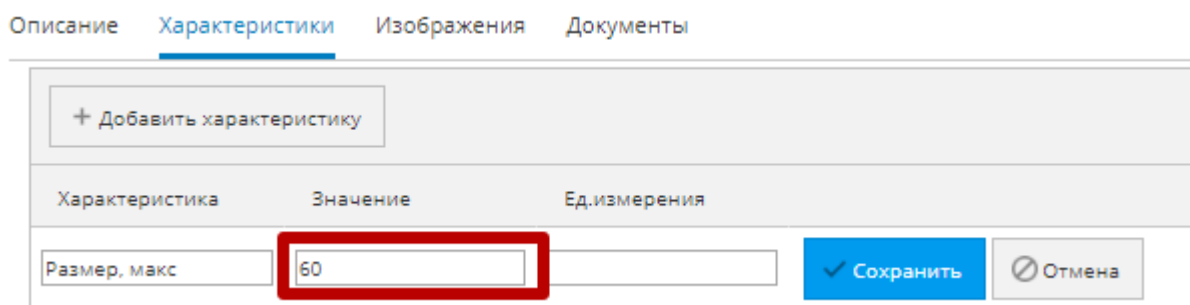 Описание Характеристики Изображения Документы
+ Добавить характеристику
Характеристика Значение Ед.измерения
Размер, макс 60 Сохранить Отмена